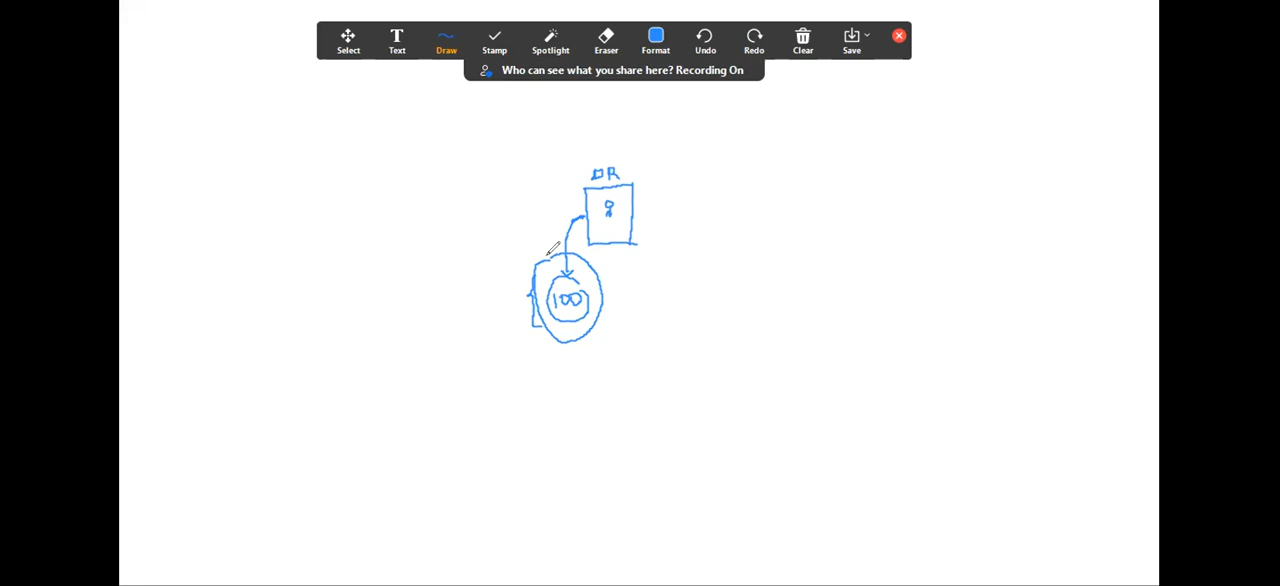 Select Text Draw Stamp Spotlight Eraser Format Undo Redo Clear Save
Who can see what you share here? Recording On
DR
100